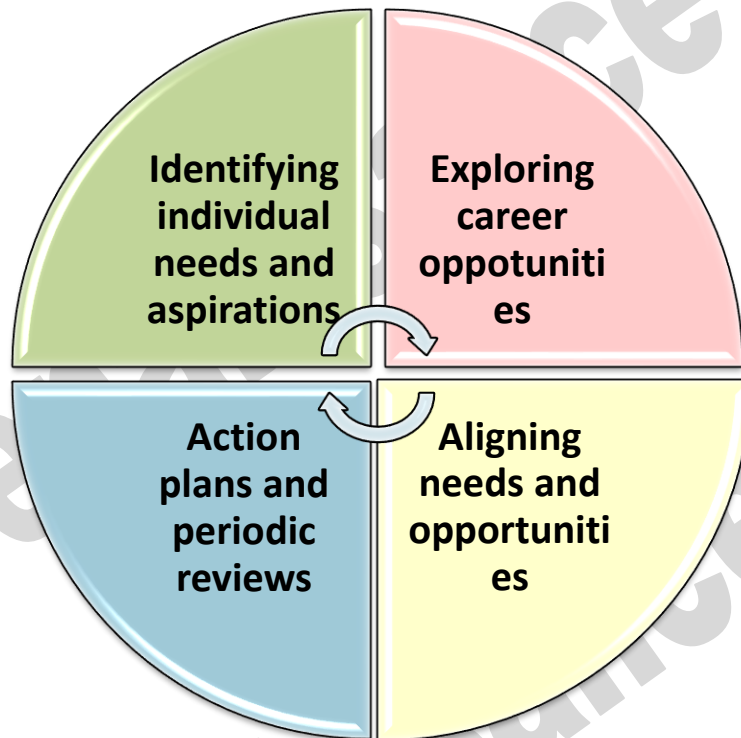 Identifying
individual
needs and
aspirations
Exploring
career
oppotuniti
es
Aligning
needs and
opportuniti
es
Action
plans and
periodic
reviews